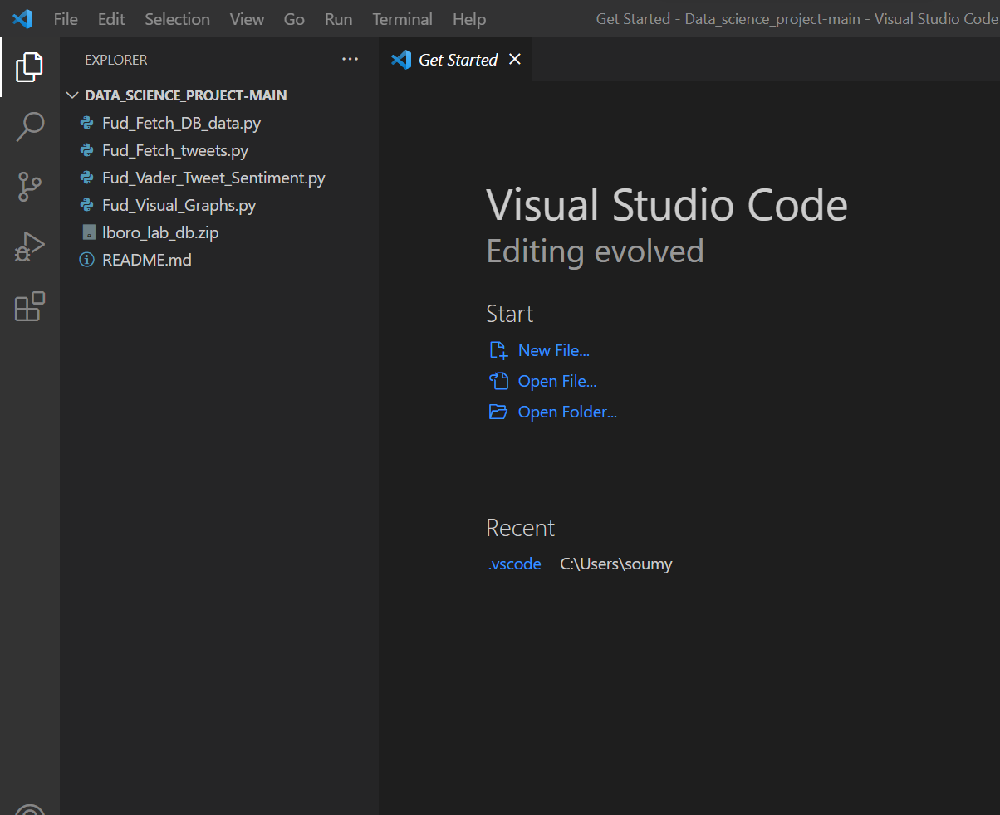 File Edit Selection View Go Run Terminal Help Get Started - Data_science_project-main - Visual Studio Code
EXPLORER ...
Get Started
DATA_SCIENCE_PROJECT-MAIN
Fud_Fetch_DB_data.py
Fud_Fetch_tweets.py
Fud_Vader_Tweet_Sentiment.py
Fud_Visual_Graphs.py
lboro_lab_db.zip
README.md
Visual Studio Code
Editing evolved
Start
New File...
Open File...
Open Folder...
Recent
.vscode C:\Users\soumy